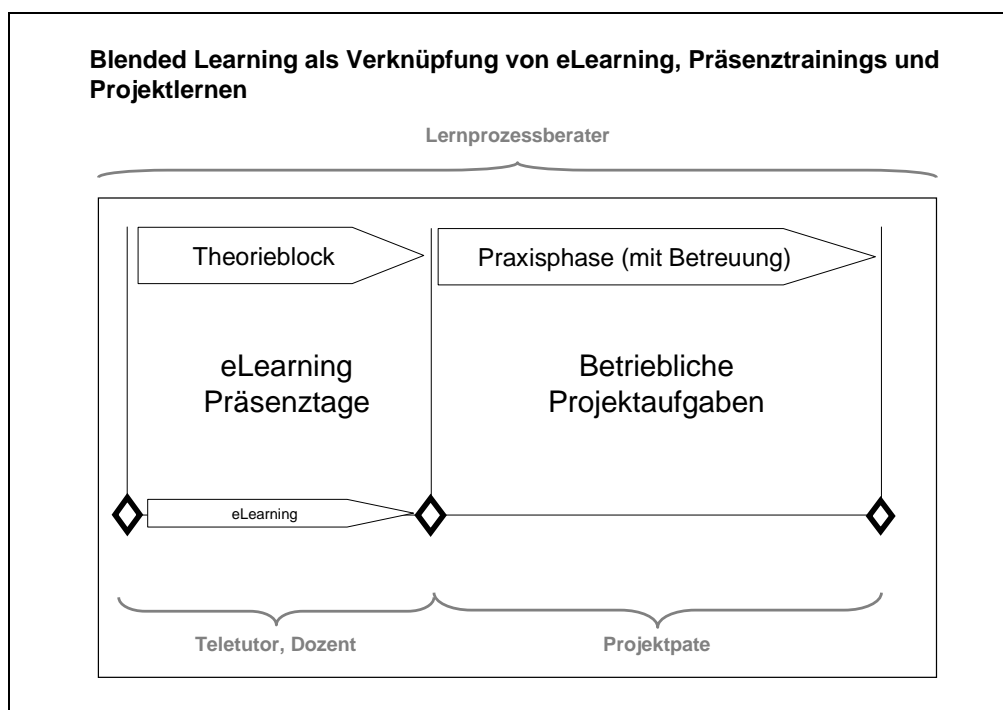 Blended Learning als Verknüpfung von eLearning, Präsenztrainings und
Projektlernen
Lernprozessberater
Theorieblock
Praxisphase (mit Betreuung)
eLearning
Präsenztage
Betriebliche
Projektaufgaben
eLearning
Teletutor, Dozent
Projektpate